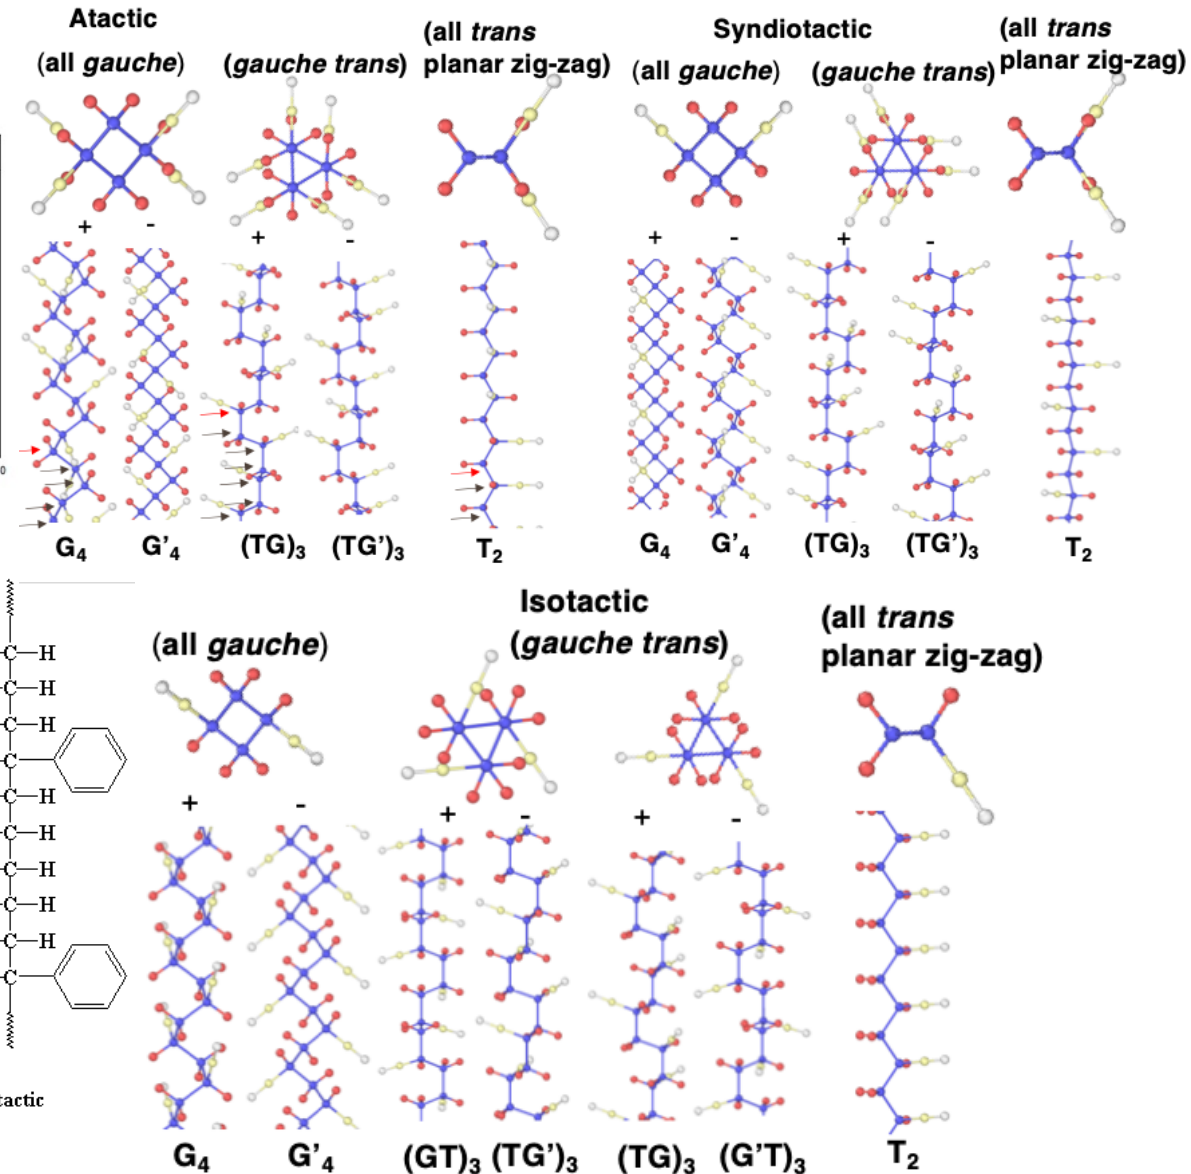 Atactic
(all gauche)
(gauche trans)
(all trans
planar zig-zag)
+ -
+ -
G4
G'4
(TG)3
(TG')3
T2
Syndiotactic
(all gauche)
(gauche trans)
(all trans
planar zig-zag)
+ -
+ -
G4
G'4
(TG)3
(TG')3
T2
0
C—H
C—H
C—H
C
C—H
C—H
C—H
C—H
C—H
C
tactic
Isotactic
(all gauche)
(gauche trans)
(all trans
planar zig-zag)
+ -
+ -
+ -
G4
G'4
(GT)3
(TG')3
(TG)3
(G'T)3
T2